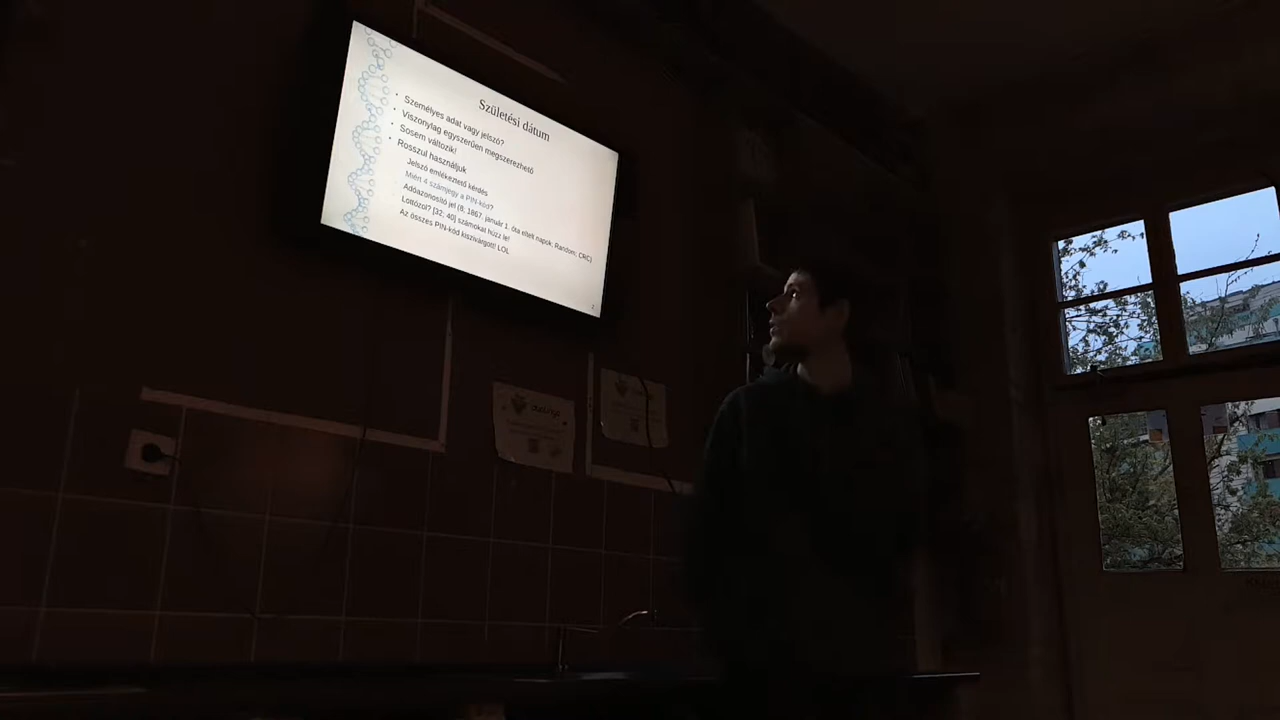 Születési dátum
Személyes adat vagy jelszó?
Viszonylag egyszerűen megszerezhető
Sosem változik!
Rosszul használjuk
Jelszó emlékeztető kérdés
Miért 4 számjegy a PIN-kód?
Adóazonosító jel (8; 1867. január 1. óta eltelt napok; Random; CRC)
Lottózol? [32; 40] számokat húzz le!
Az összes PIN-kód kiszivárgott! LOL